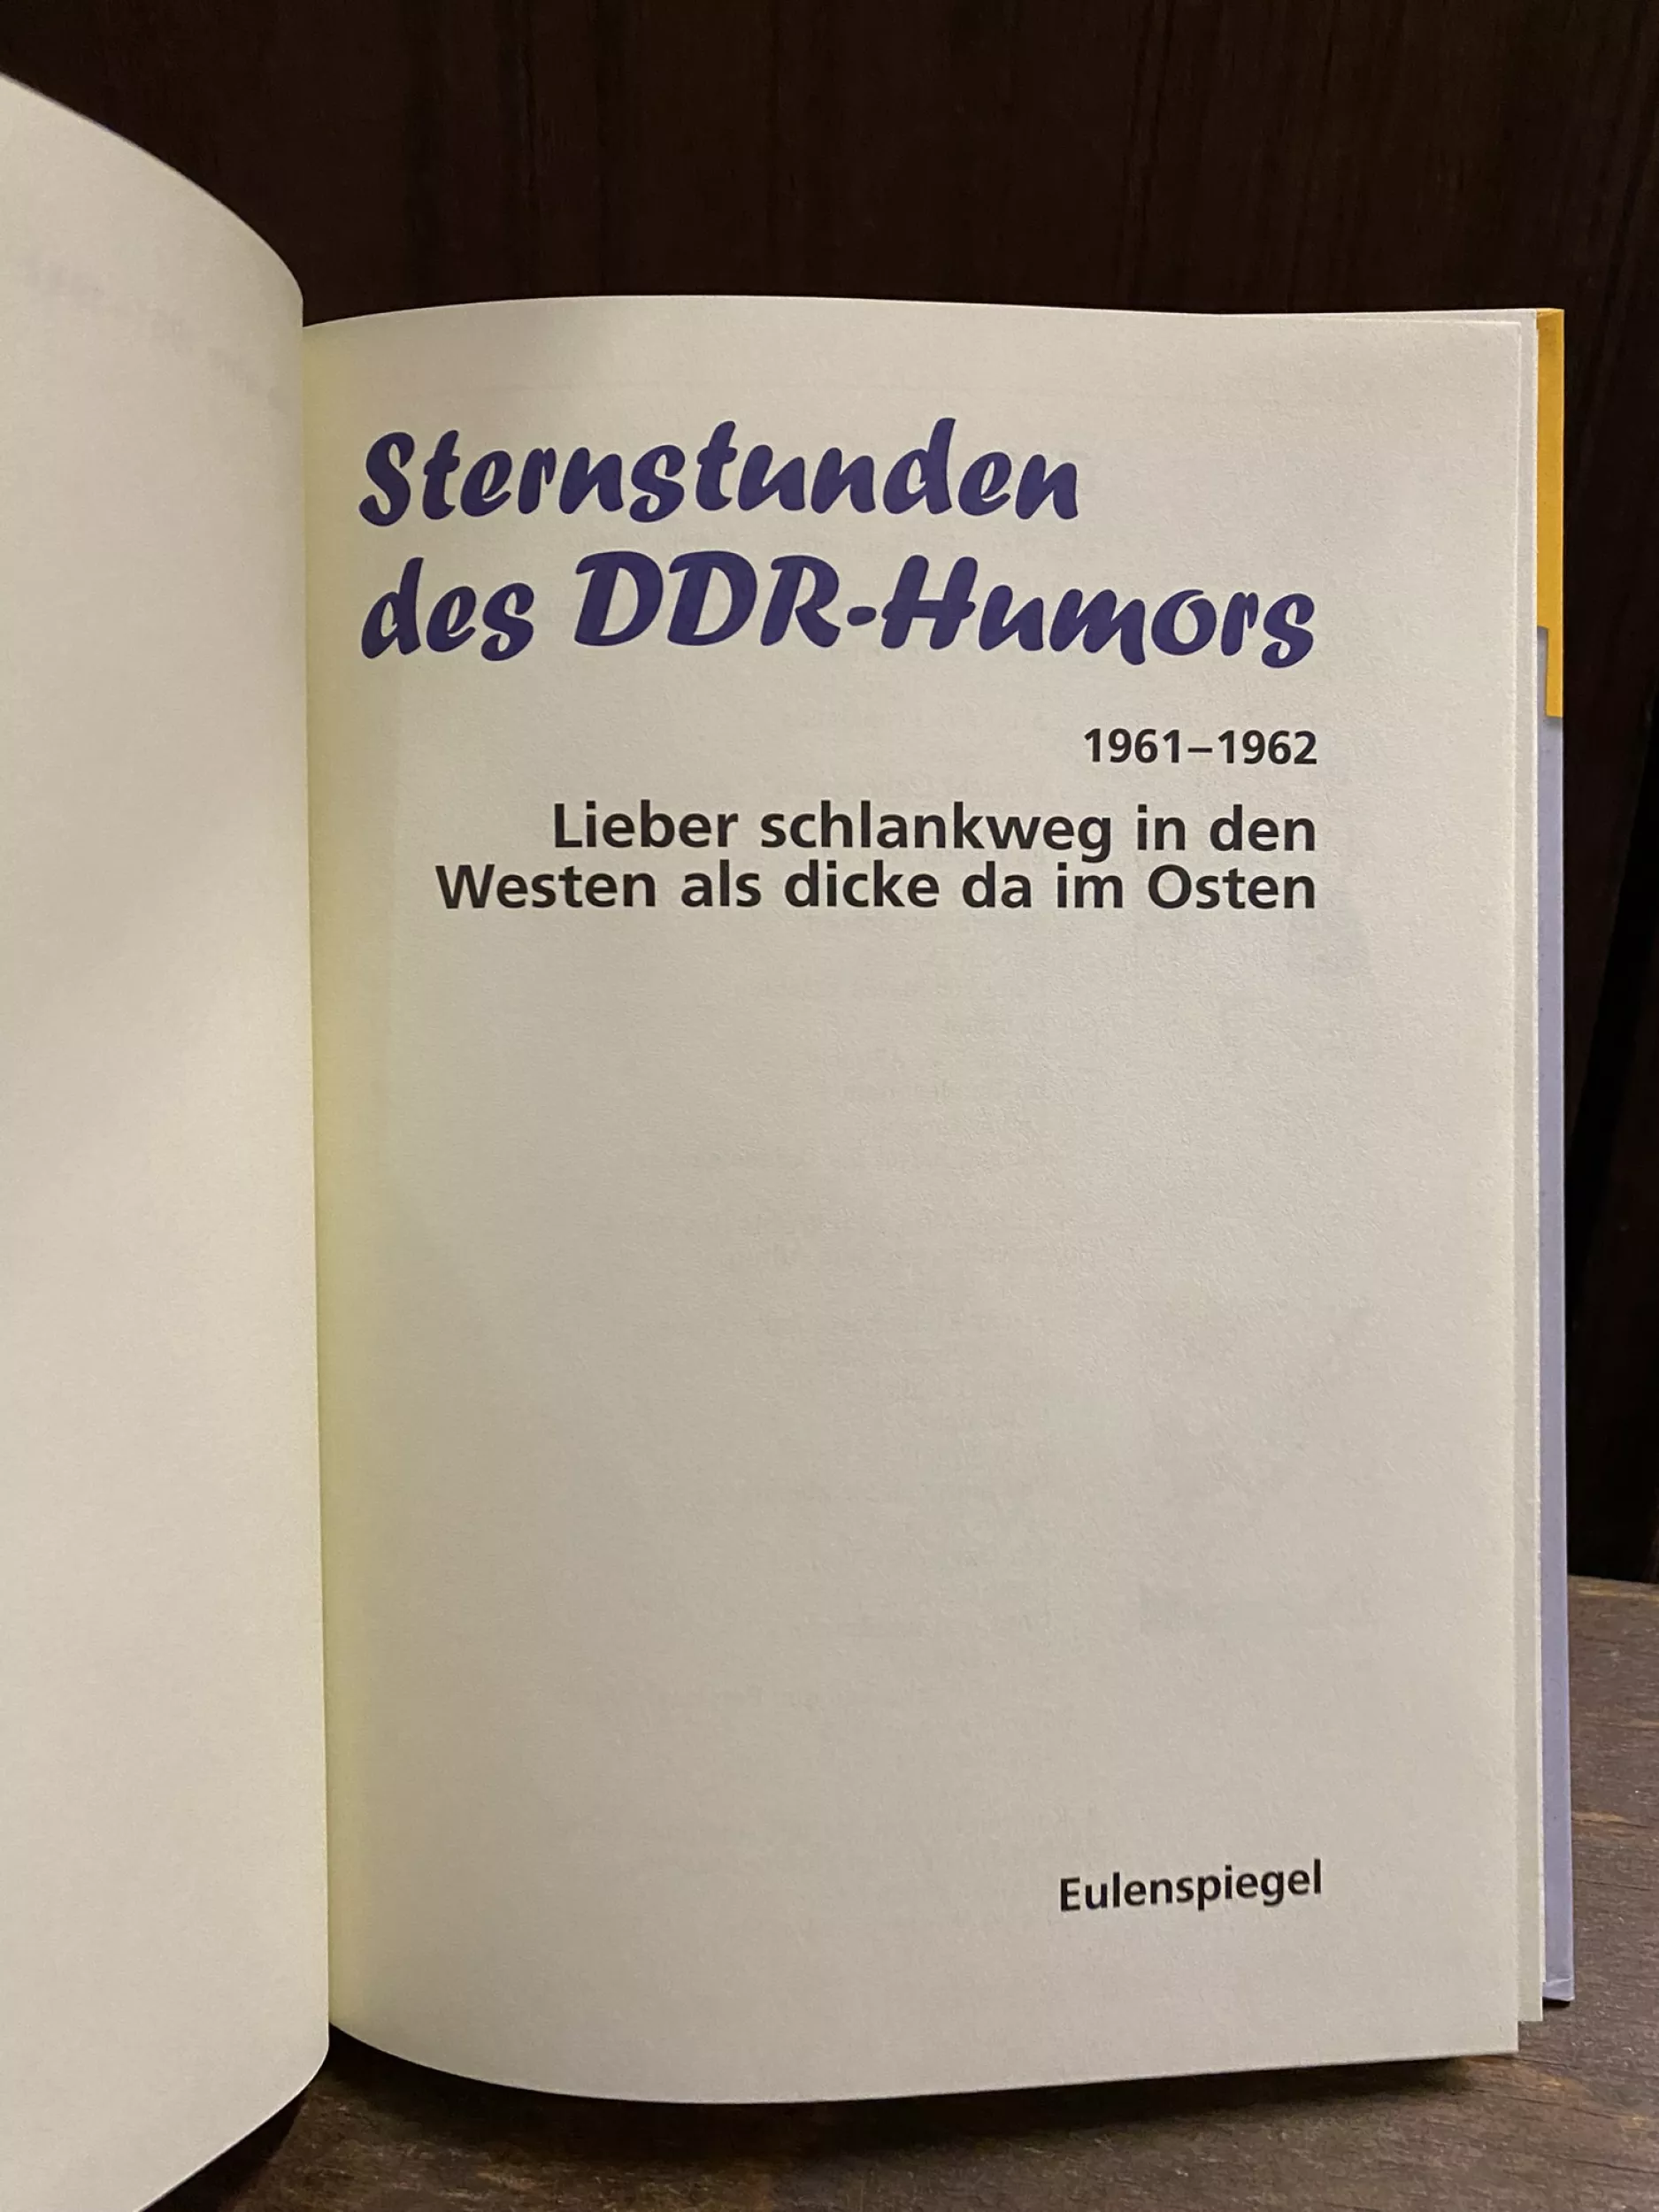 Sternstunden
des DDR-Humors
1961–1962
Lieber schlankweg in den
Westen als dicke da im Osten
Eulenspiegel